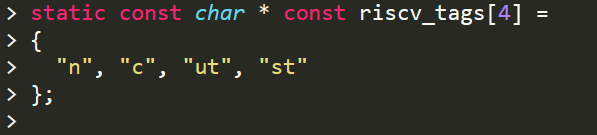 > static const char * const riscv_tags[4] =
> {
>   "n", "c", "ut", "st"
> };
>